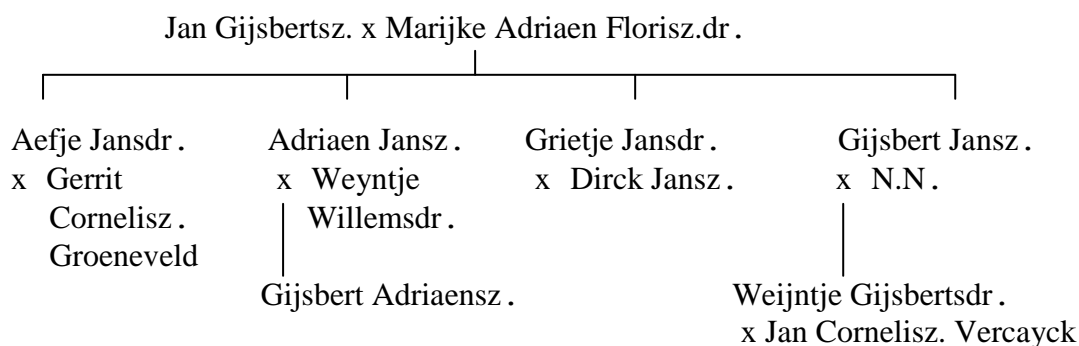 Jan Gijsbertsz. x Marijke Adriaen Florisz.dr.
Aefje Jansdr. Adriaen Jansz. Grietje Jansdr. Gijsbert Jansz.
x Gerrit x Weyntje x Dirck Jansz. x N.N.
Cornelisz. Willemsdr.
Groeneveld
Gijsbert Adriaensz. Weijntje Gijsbertsdr.
x Jan Cornelisz. Vercayck